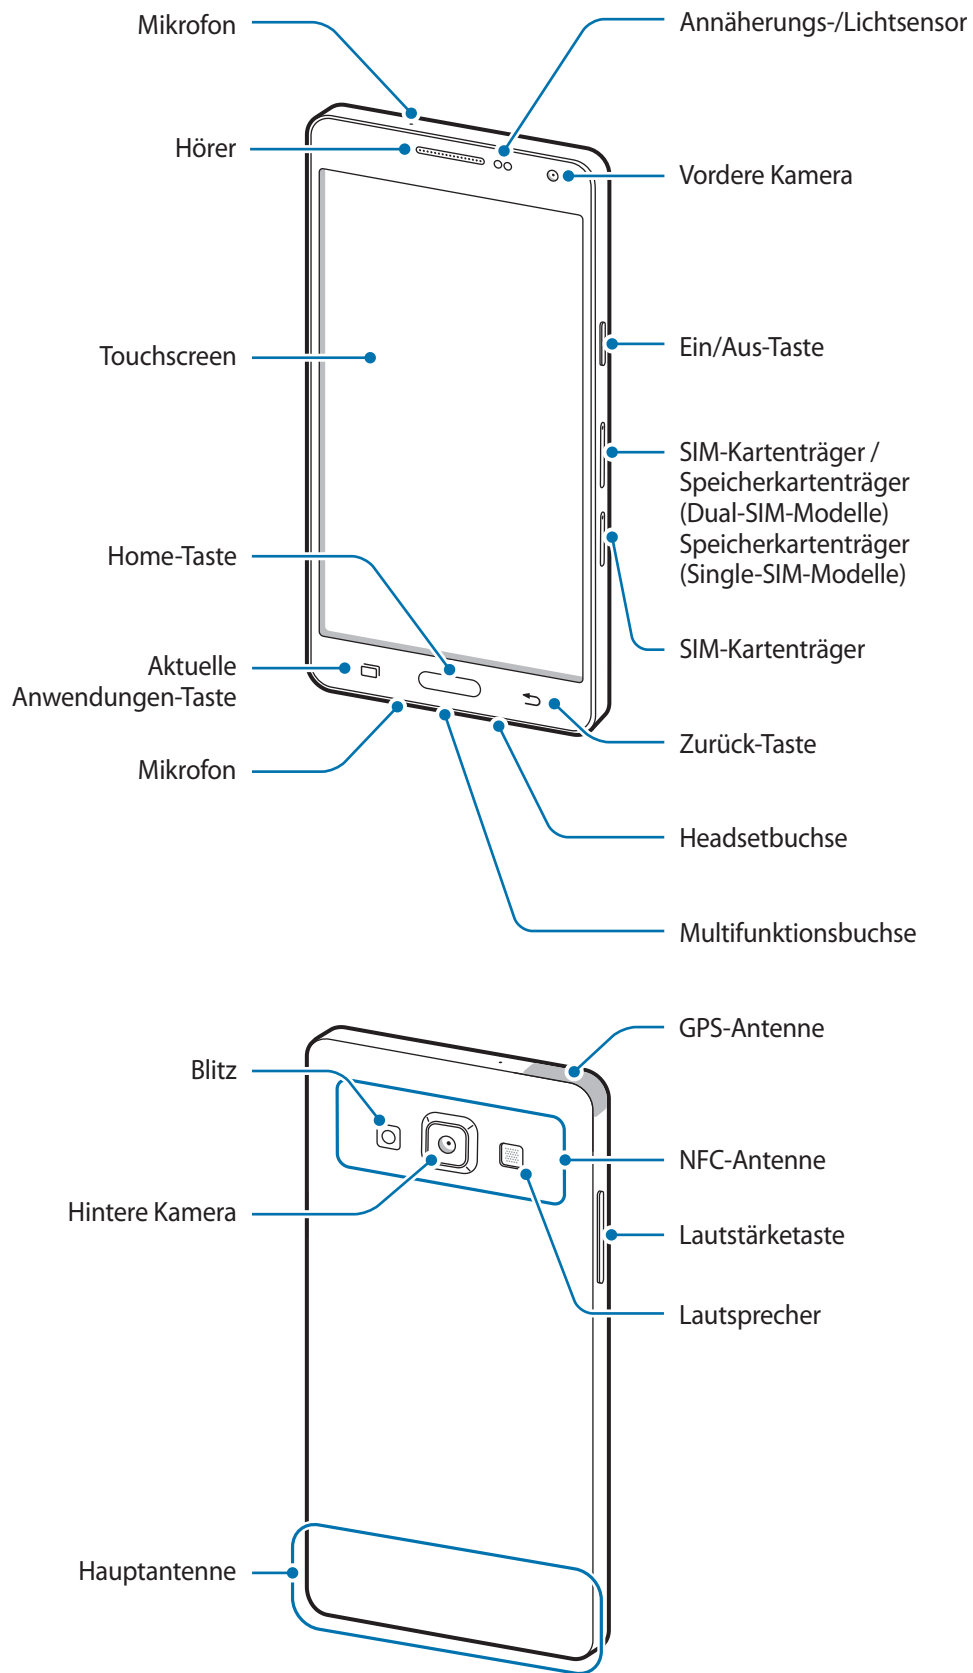 Mikrofon
Annäherungs-/Lichtsensor
Hörer
Vordere Kamera
Touchscreen
Ein/Aus-Taste
SIM-Kartenträger /
Speicherkartenträger
(Dual-SIM-Modelle)
Speicherkartenträger
(Single-SIM-Modelle)
Home-Taste
SIM-Kartenträger
Aktuelle
Anwendungen-Taste
Zurück-Taste
Mikrofon
Headsetbuchse
Multifunktionsbuchse
GPS-Antenne
Blitz
NFC-Antenne
Hintere Kamera
Lautstärketaste
Lautsprecher
Hauptantenne